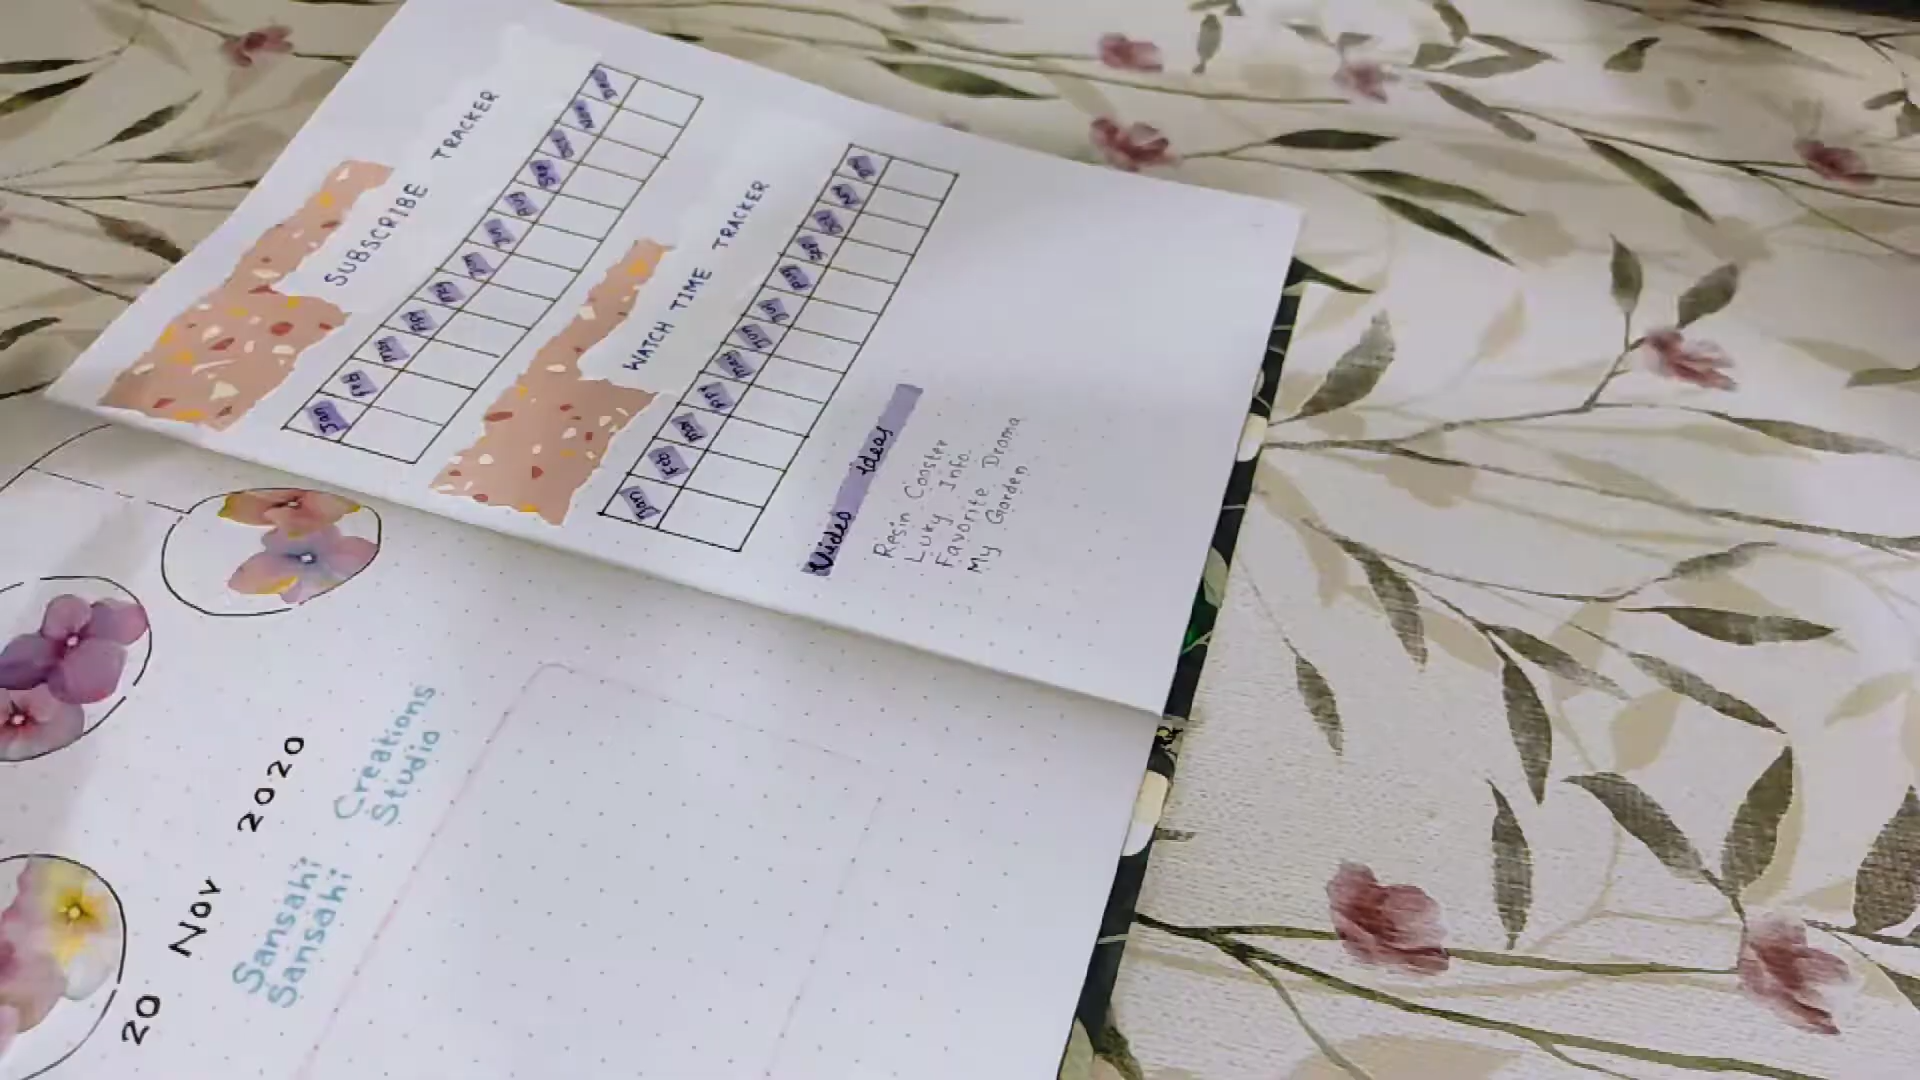 SUBSCRIBE TRACKER
Jan
Feb
Mar
Apr
May
Jun
Jul
Aug
Sep
Oct
Nov
Dec
WATCH TIME TRACKER
Jan
Feb
Mar
Apr
May
Jun
Jul
Aug
Sep
Oct
Nov
Video ideas
Resin Coaster
Luky Info.
Favorite Drama
My Garden
20 Nov 2020
Sansahi Creations
Sansahi Studio